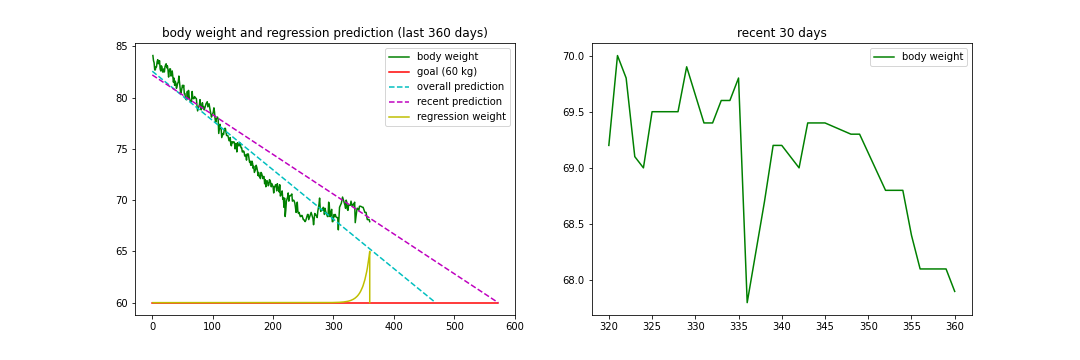 body weight and regression prediction (last 360 days)
85
80
75
70
65
60
0 100 200 300 400 500 600
body weight
goal (60 kg)
overall prediction
recent prediction
regression weight
recent 30 days
70.0
69.5
69.0
68.5
68.0
320 325 330 335 340 345 350 355 360
body weight